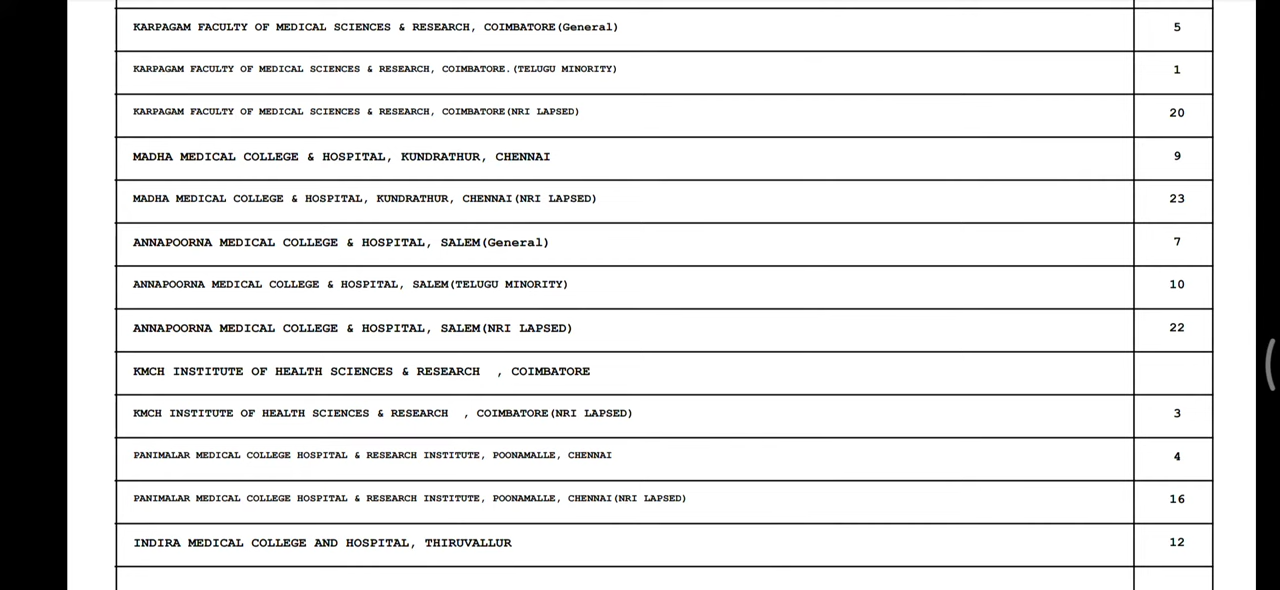 KARPAGAM FACULTY OF MEDICAL SCIENCES & RESEARCH, COIMBATORE(General) 5
KARPAGAM FACULTY OF MEDICAL SCIENCES & RESEARCH, COIMBATORE.(TELUGU MINORITY) 1
KARPAGAM FACULTY OF MEDICAL SCIENCES & RESEARCH, COIMBATORE(NRI LAPSED) 20
MADHA MEDICAL COLLEGE & HOSPITAL, KUNDRATHUR, CHENNAI 9
MADHA MEDICAL COLLEGE & HOSPITAL, KUNDRATHUR, CHENNAI(NRI LAPSED) 23
ANNAPOORNA MEDICAL COLLEGE & HOSPITAL, SALEM(General) 7
ANNAPOORNA MEDICAL COLLEGE & HOSPITAL, SALEM(TELUGU MINORITY) 10
ANNAPOORNA MEDICAL COLLEGE & HOSPITAL, SALEM(NRI LAPSED) 22
KMCH INSTITUTE OF HEALTH SCIENCES & RESEARCH , COIMBATORE
KMCH INSTITUTE OF HEALTH SCIENCES & RESEARCH , COIMBATORE(NRI LAPSED) 3
PANIMALAR MEDICAL COLLEGE HOSPITAL & RESEARCH INSTITUTE, POONAMALLE, CHENNAI 4
PANIMALAR MEDICAL COLLEGE HOSPITAL & RESEARCH INSTITUTE, POONAMALLE, CHENNAI(NRI LAPSED) 16
INDIRA MEDICAL COLLEGE AND HOSPITAL, THIRUVALLUR 12